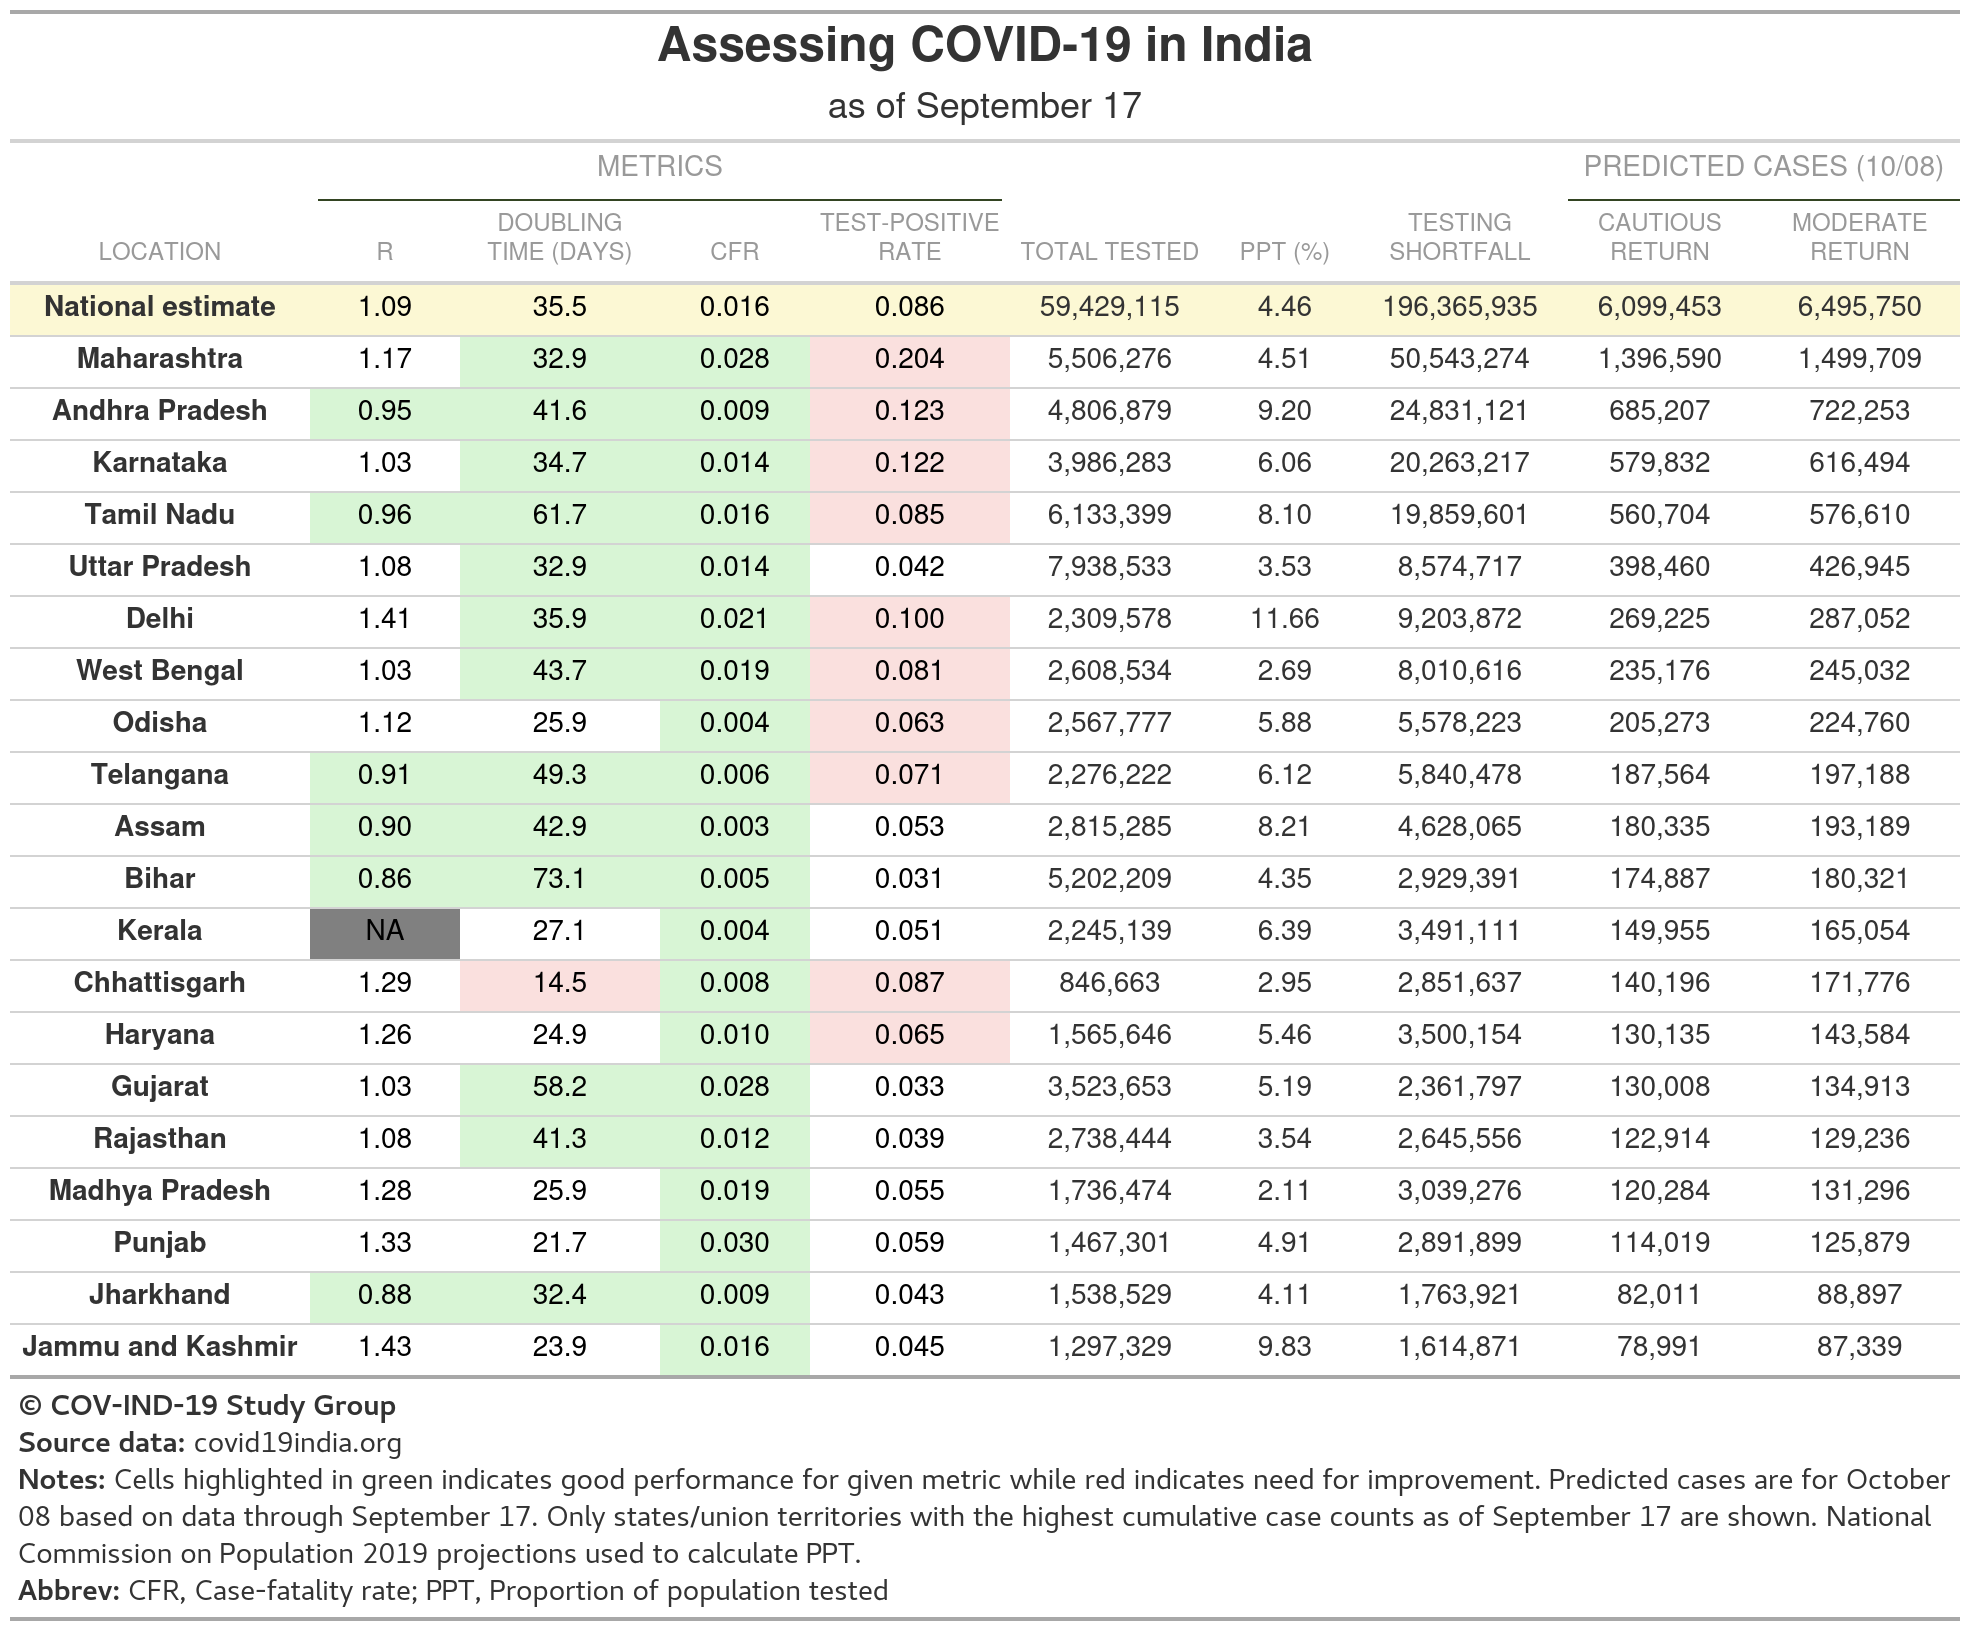 Assessing COVID-19 in India
as of September 17
METRICS PREDICTED CASES (10/08)
LOCATION R DOUBLING TIME (DAYS) CFR TEST-POSITIVE RATE TOTAL TESTED PPT (%) TESTING SHORTFALL CAUTIOUS RETURN MODERATE RETURN
National estimate 1.09 35.5 0.016 0.086 59,429,115 4.46 196,365,935 6,099,453 6,495,750
Maharashtra 1.17 32.9 0.028 0.204 5,506,276 4.51 50,543,274 1,396,590 1,499,709
Andhra Pradesh 0.95 41.6 0.009 0.123 4,806,879 9.20 24,831,121 685,207 722,253
Karnataka 1.03 34.7 0.014 0.122 3,986,283 6.06 20,263,217 579,832 616,494
Tamil Nadu 0.96 61.7 0.016 0.085 6,133,399 8.10 19,859,601 560,704 576,610
Uttar Pradesh 1.08 32.9 0.014 0.042 7,938,533 3.53 8,574,717 398,460 426,945
Delhi 1.41 35.9 0.021 0.100 2,309,578 11.66 9,203,872 269,225 287,052
West Bengal 1.03 43.7 0.019 0.081 2,608,534 2.69 8,010,616 235,176 245,032
Odisha 1.12 25.9 0.004 0.063 2,567,777 5.88 5,578,223 205,273 224,760
Telangana 0.91 49.3 0.006 0.071 2,276,222 6.12 5,840,478 187,564 197,188
Assam 0.90 42.9 0.003 0.053 2,815,285 8.21 4,628,065 180,335 193,189
Bihar 0.86 73.1 0.005 0.031 5,202,209 4.35 2,929,391 174,887 180,321
Kerala NA 27.1 0.004 0.051 2,245,139 6.39 3,491,111 149,955 165,054
Chhattisgarh 1.29 14.5 0.008 0.087 846,663 2.95 2,851,637 140,196 171,776
Haryana 1.26 24.9 0.010 0.065 1,565,646 5.46 3,500,154 130,135 143,584
Gujarat 1.03 58.2 0.028 0.033 3,523,653 5.19 2,361,797 130,008 134,913
Rajasthan 1.08 41.3 0.012 0.039 2,738,444 3.54 2,645,556 122,914 129,236
Madhya Pradesh 1.28 25.9 0.019 0.055 1,736,474 2.11 3,039,276 120,284 131,296
Punjab 1.33 21.7 0.030 0.059 1,467,301 4.91 2,891,899 114,019 125,879
Jharkhand 0.88 32.4 0.009 0.043 1,538,529 4.11 1,763,921 82,011 88,897
Jammu and Kashmir 1.43 23.9 0.016 0.045 1,297,329 9.83 1,614,871 78,991 87,339
© COV-IND-19 Study Group
Source data: covid19india.org
Notes: Cells highlighted in green indicates good performance for given metric while red indicates need for improvement. Predicted cases are for October
08 based on data through September 17. Only states/union territories with the highest cumulative case counts as of September 17 are shown. National
Commission on Population 2019 projections used to calculate PPT.
Abbrev: CFR, Case-fatality rate; PPT, Proportion of population tested